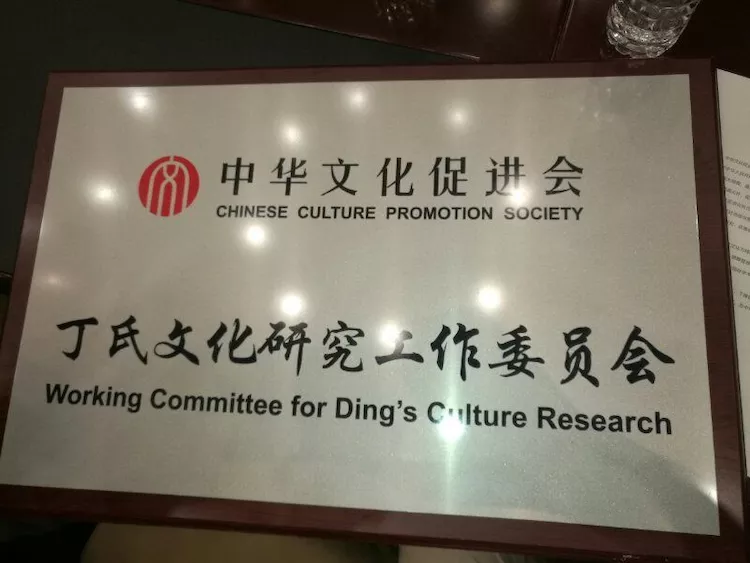 中华文化促进会
CHINESE CULTURE PROMOTION SOCIETY
丁氏文化研究工作委员会
Working Committee for Ding's Culture Research